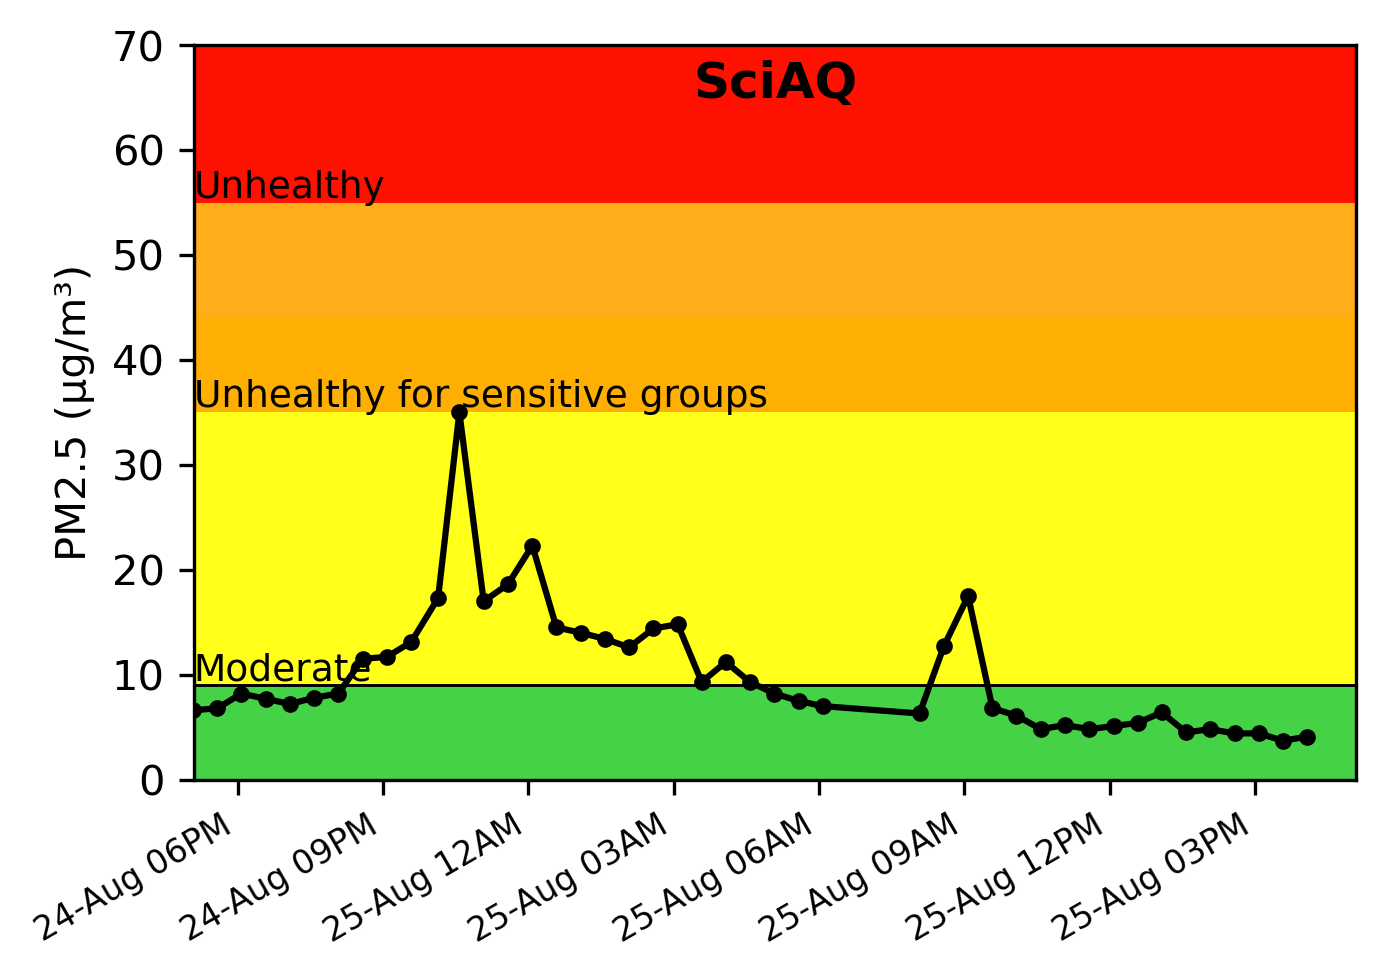 SciAQ
PM2.5 (µg/m³)
70
60
50
40
30
20
10
0
Unhealthy
Unhealthy for sensitive groups
Moderate
24-Aug 06PM
24-Aug 09PM
25-Aug 12AM
25-Aug 03AM
25-Aug 06AM
25-Aug 09AM
25-Aug 12PM
25-Aug 03PM